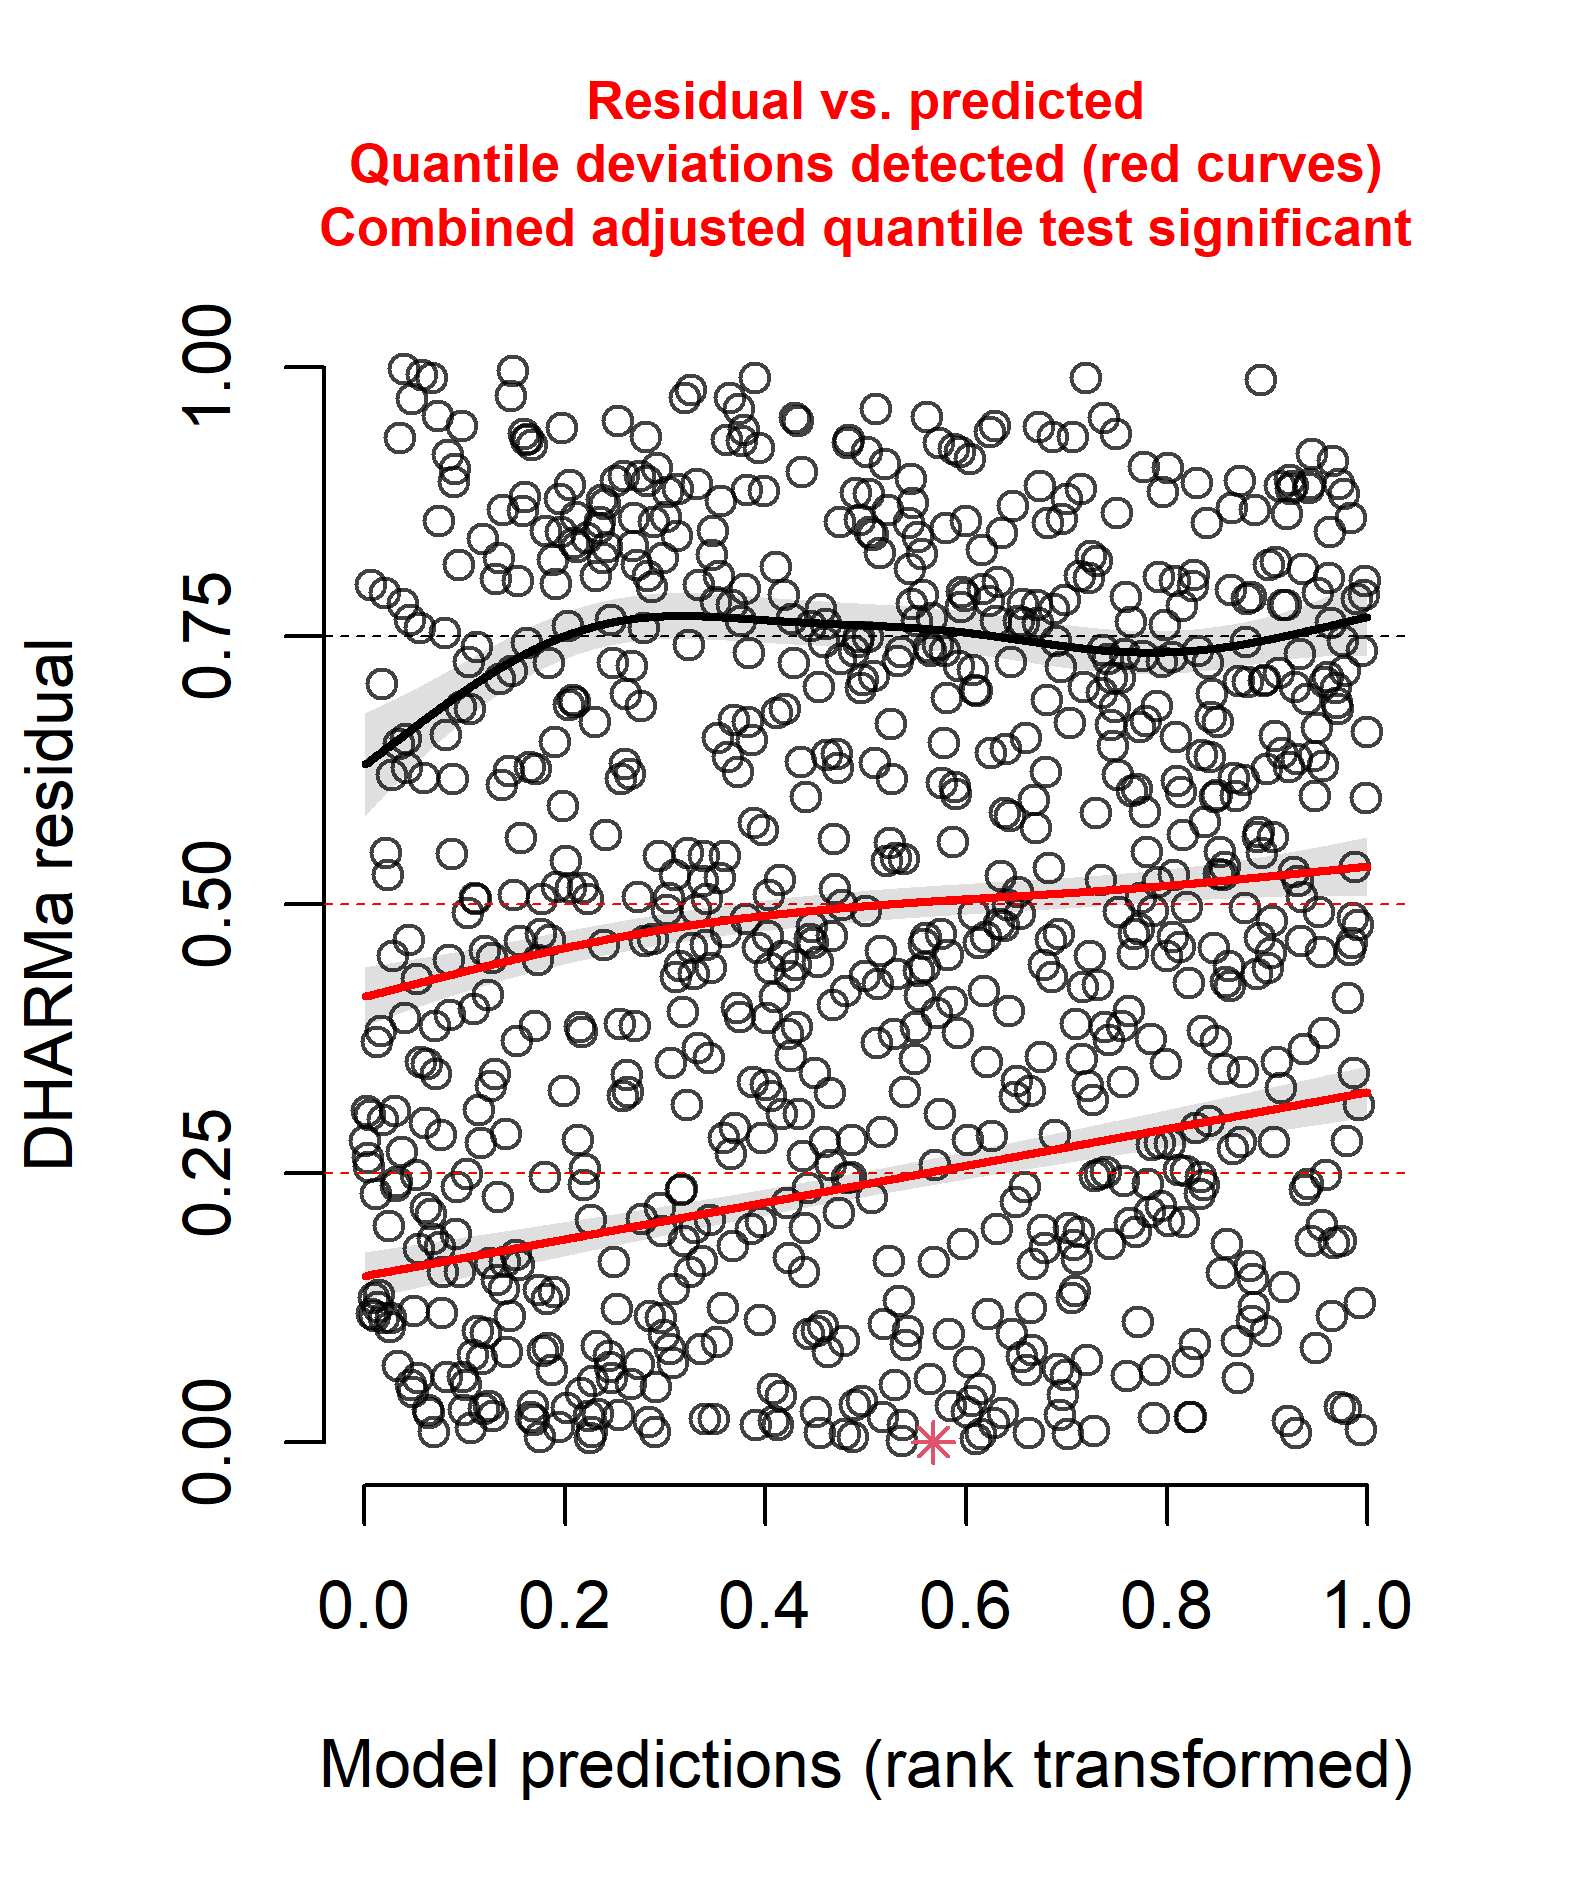 Residual vs. predicted
Quantile deviations detected (red curves)
Combined adjusted quantile test significant
1.00
0.75
0.50
0.25
0.00
DHARMa residual
0.0 0.2 0.4 0.6 0.8 1.0
Model predictions (rank transformed)